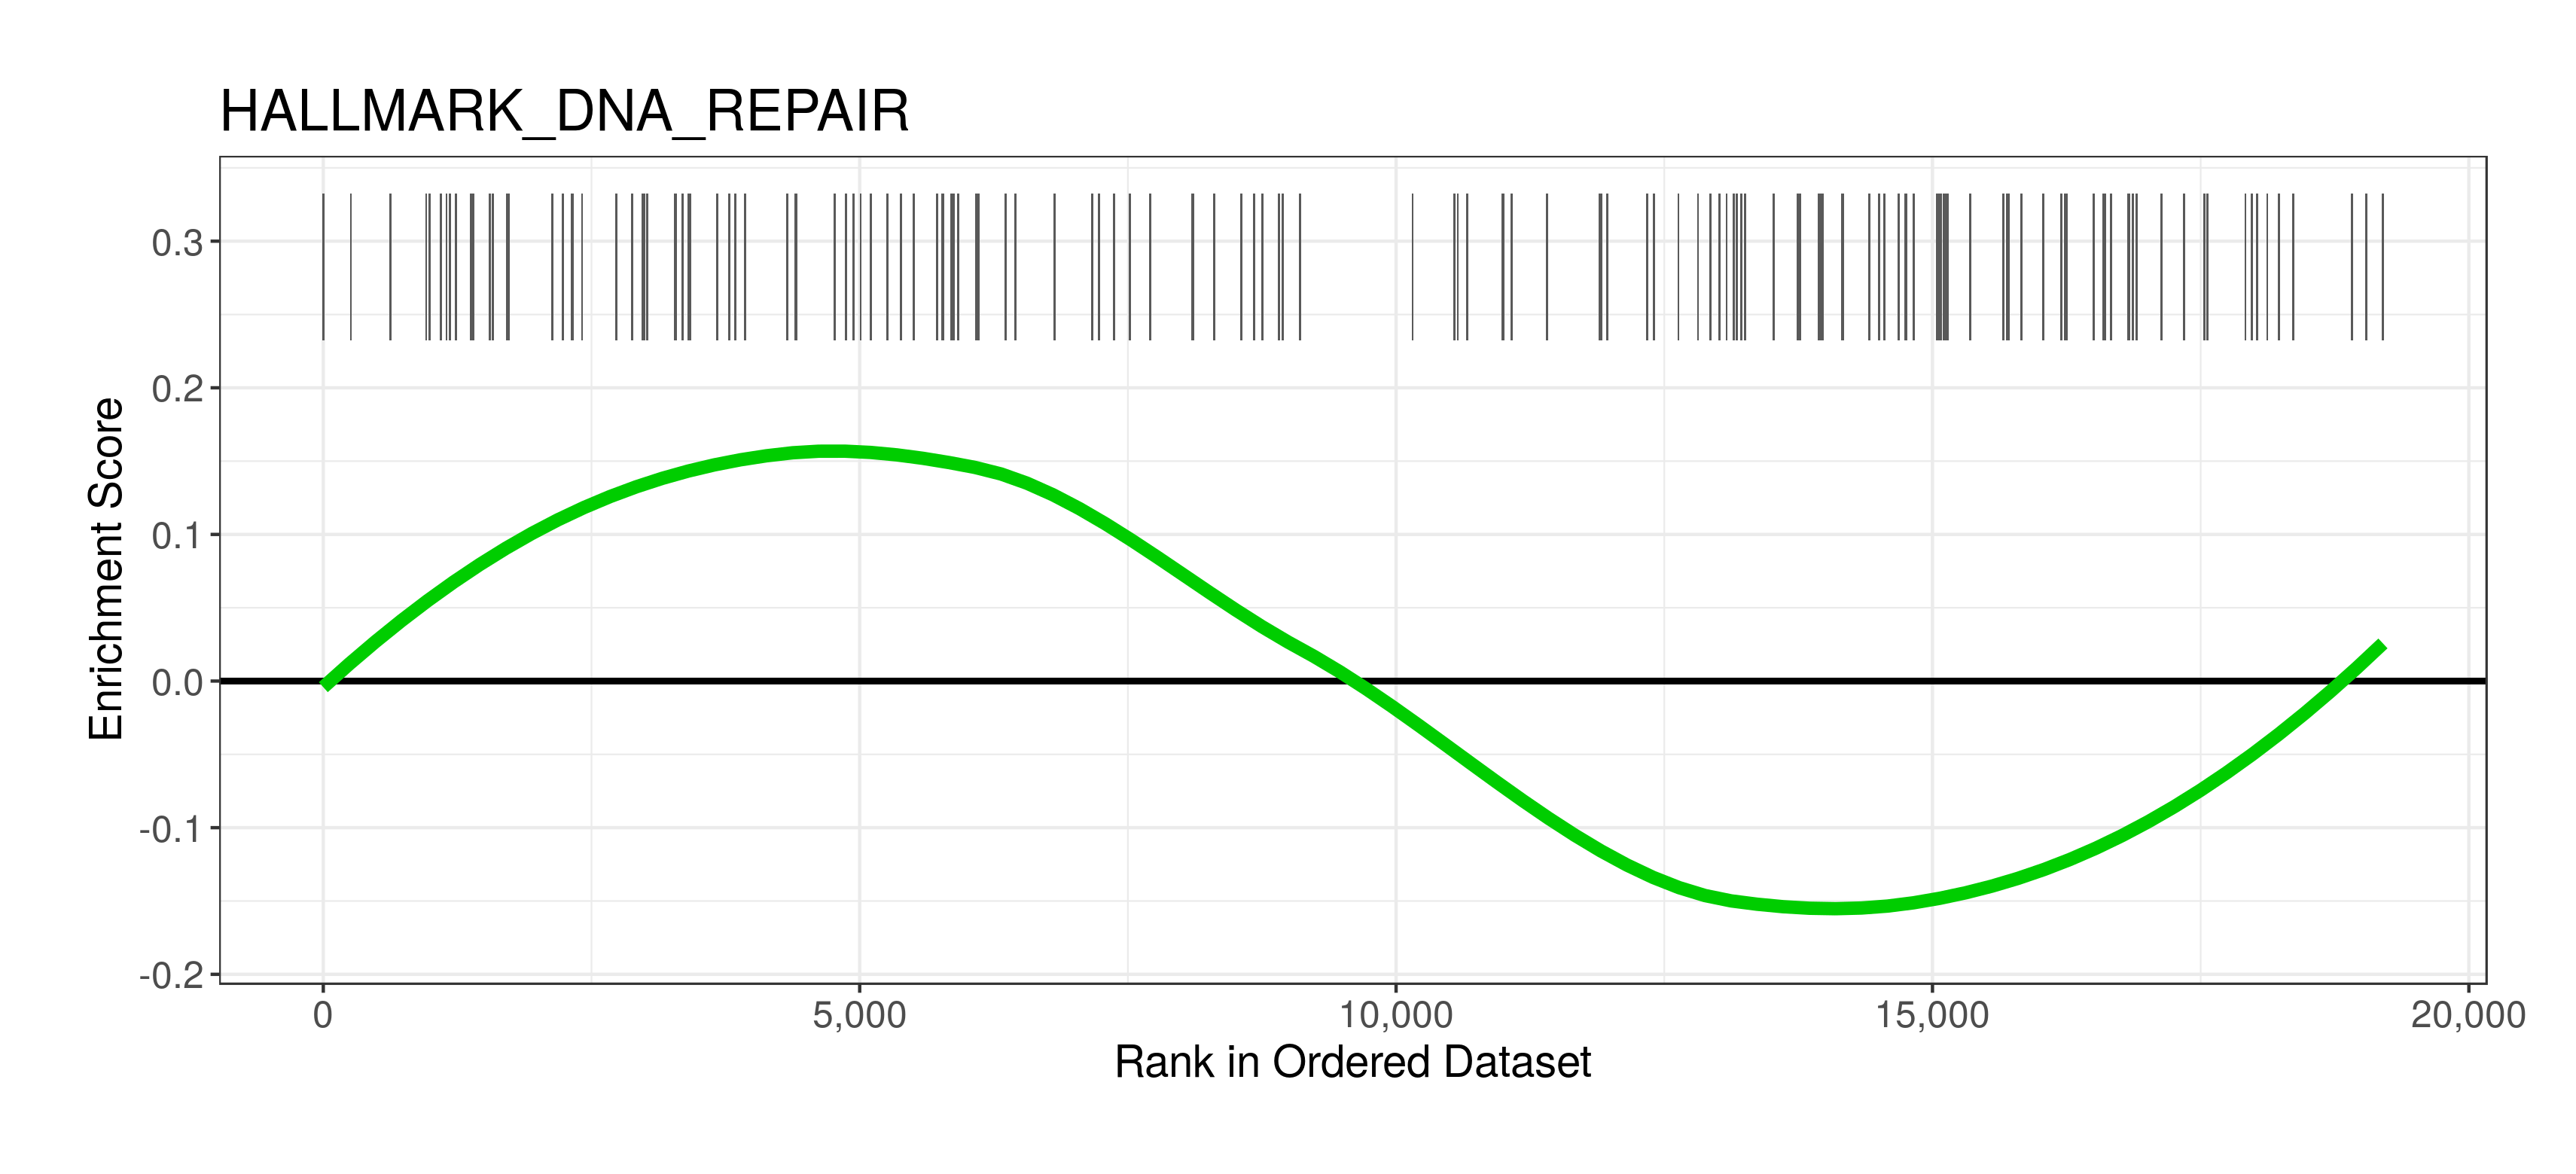 HALLMARK_DNA_REPAIR
Enrichment Score
0.3
0.2
0.1
0.0
-0.1
-0.2
0 5,000 10,000 15,000 20,000
Rank in Ordered Dataset